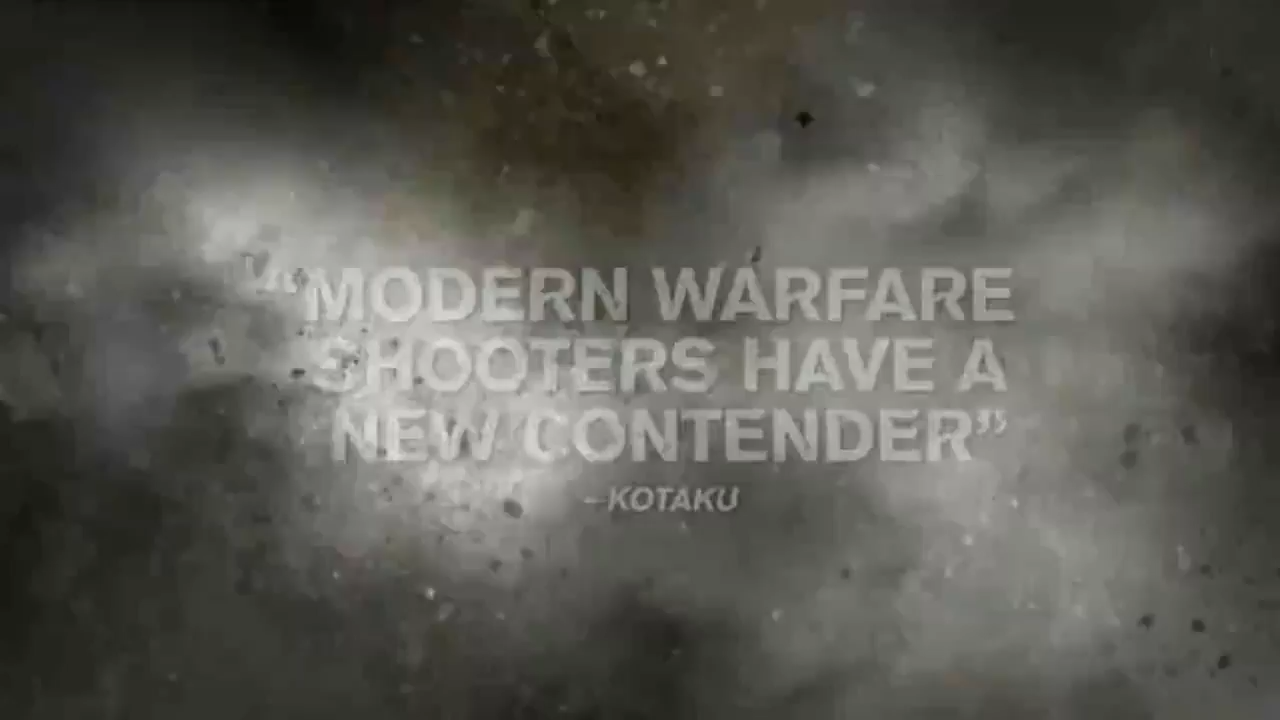 “MODERN WARFARE
SHOOTERS HAVE A
NEW CONTENDER”
–KOTAKU